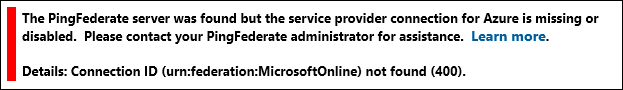 The PingFederate server was found but the service provider connection for Azure is missing or
disabled.  Please contact your PingFederate administrator for assistance.  Learn more.
Details: Connection ID (urn:federation:MicrosoftOnline) not found (400).